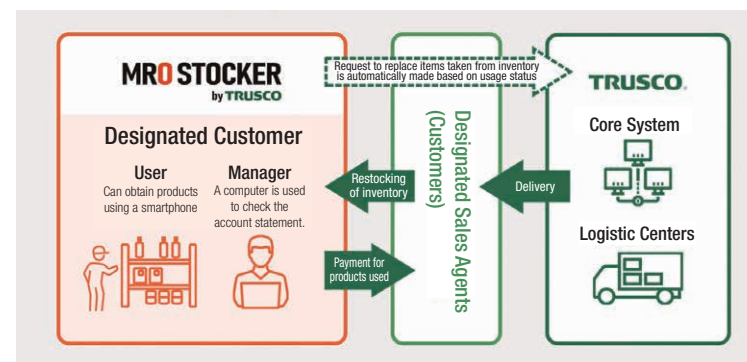 MRO STOCKER
by TRUSCO
Designated Customer
User
Can obtain products
using a smartphone
Manager
A computer is used
to check the
account statement.
Request to replace items taken from inventory
is automatically made based on usage status
Restocking
of inventory
Payment for
products used
Designated Sales Agents
(Customers)
Delivery
TRUSCO®
Core System
Logistic Centers